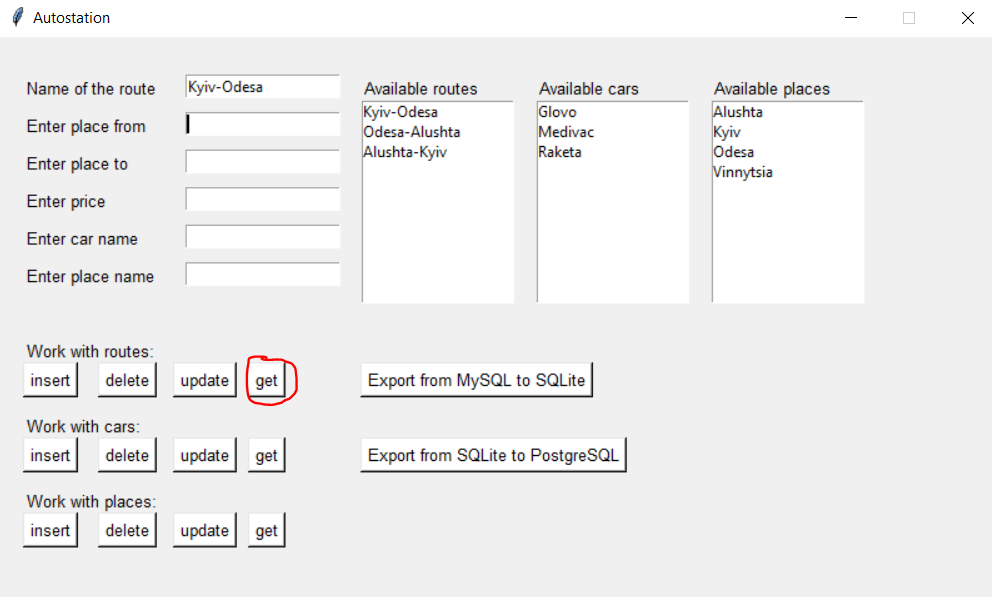 Autostation
Name of the route Kyiv-Odesa
Enter place from
Enter place to
Enter price
Enter car name
Enter place name
Available routes
Kyiv-Odesa
Odesa-Alushta
Alushta-Kyiv
Available cars
Glovo
Medivac
Raketa
Available places
Alushta
Kyiv
Odesa
Vinnytsia
Work with routes:
insert delete update get Export from MySQL to SQLite
Work with cars:
insert delete update get Export from SQLite to PostgreSQL
Work with places:
insert delete update get